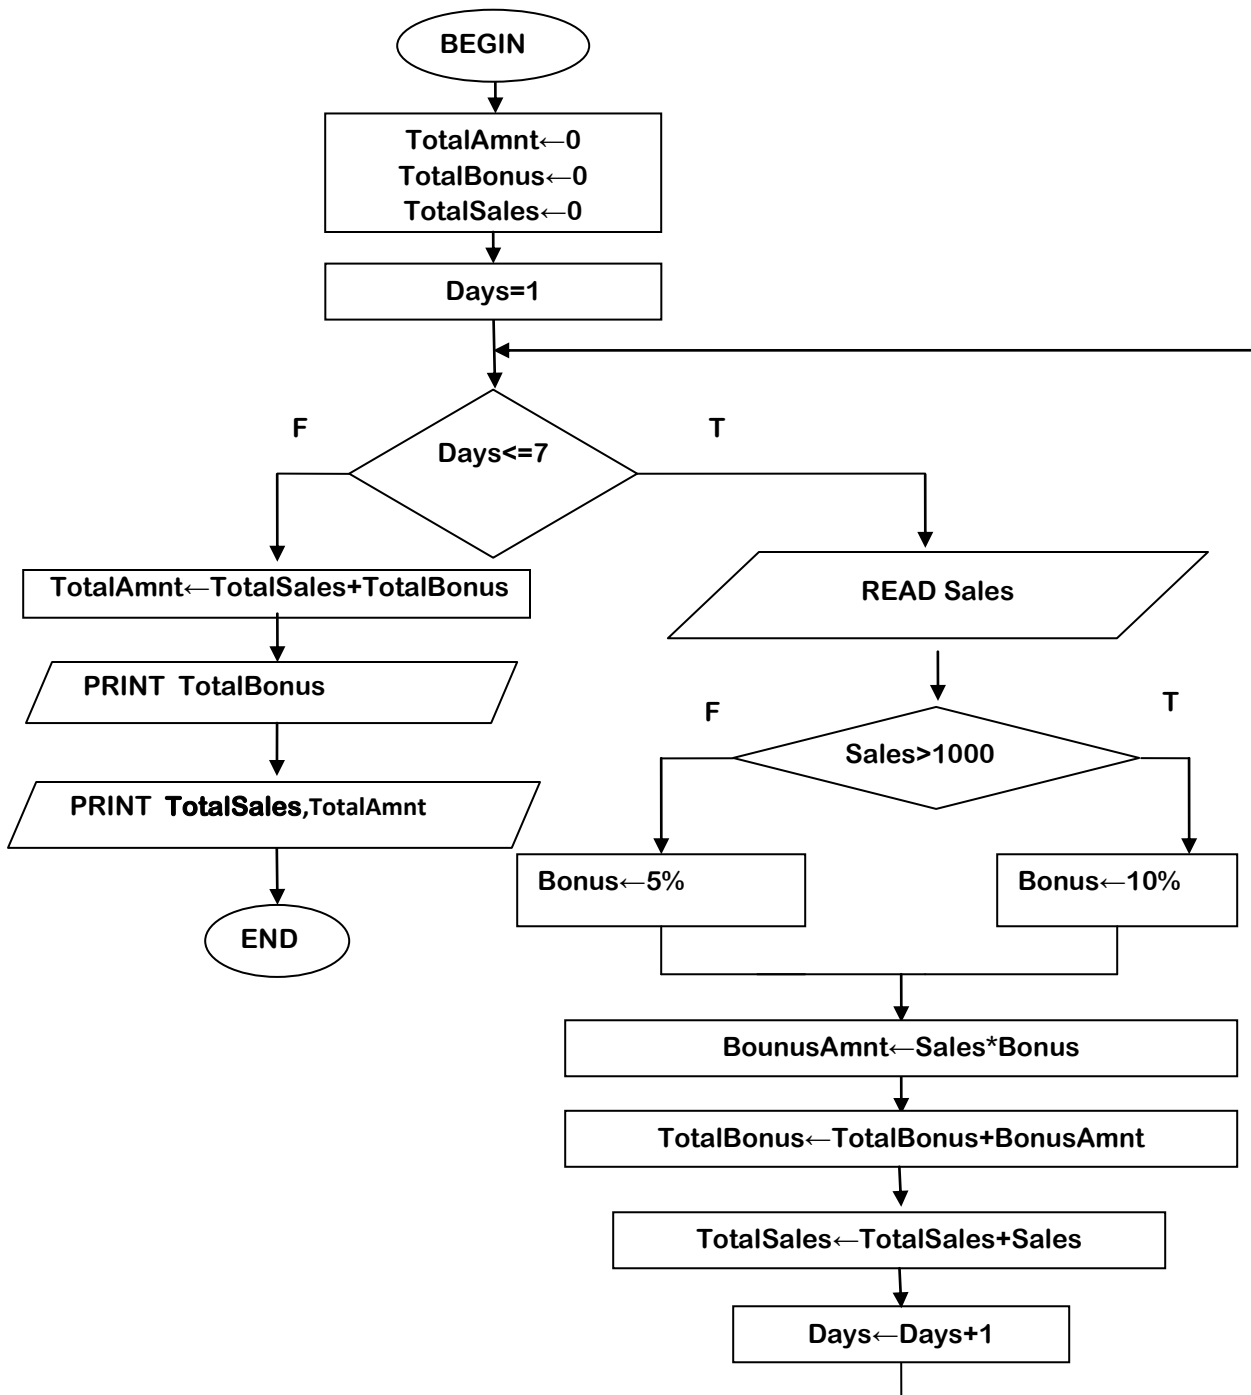 BEGIN
TotalAmnt←0
TotalBonus←0
TotalSales←0
Days=1
F
T
Days<=7
TotalAmnt←TotalSales+TotalBonus
PRINT TotalBonus
PRINT TotalSales,TotalAmnt
END
READ Sales
F
T
Sales>1000
Bonus←5%
Bonus←10%
BounusAmnt←Sales*Bonus
TotalBonus←TotalBonus+BonusAmnt
TotalSales←TotalSales+Sales
Days←Days+1